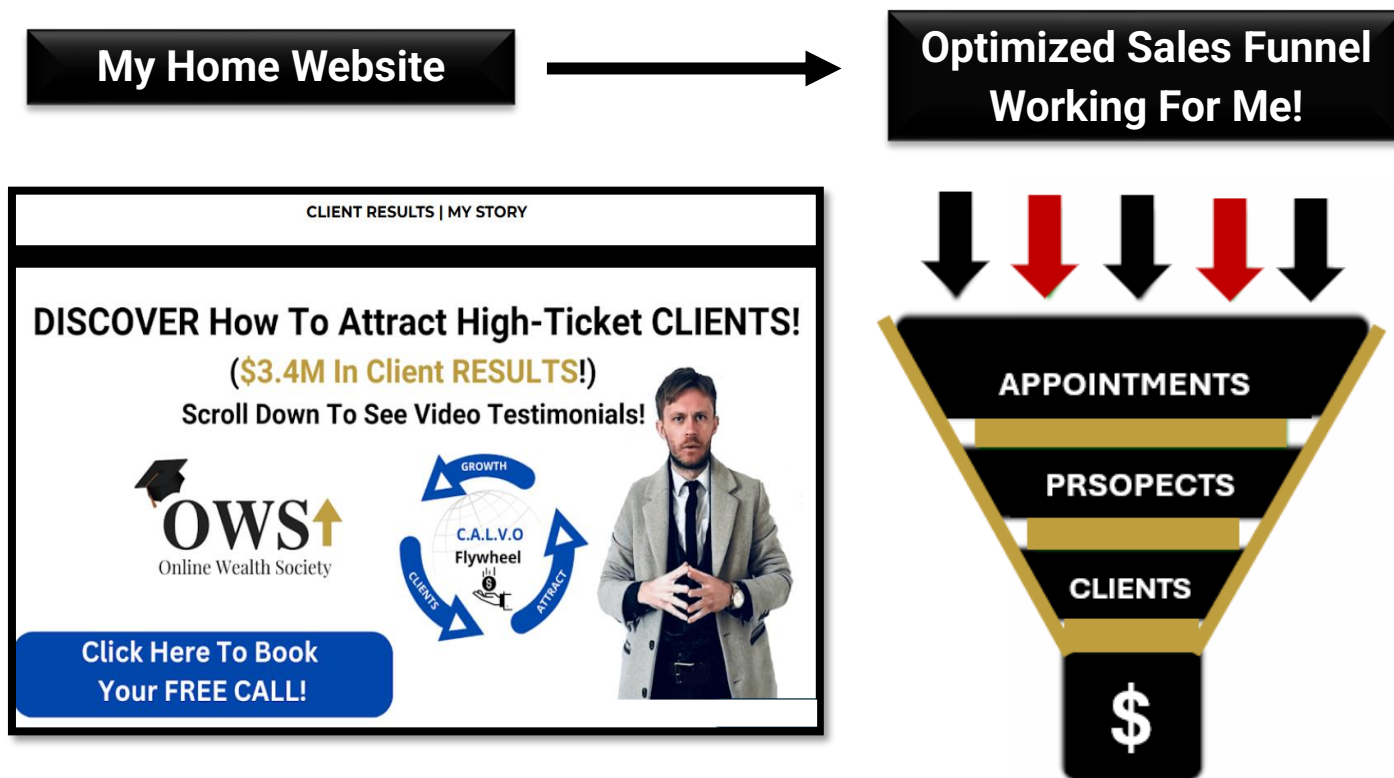 My Home Website
Optimized Sales Funnel
Working For Me!
CLIENT RESULTS | MY STORY
DISCOVER How To Attract High-Ticket CLIENTS!
($3.4M In Client RESULTS!)
Scroll Down To See Video Testimonials!
OWS
Online Wealth Society
GROWTH
C.A.L.V.O
Flywheel
$
CLIENTS
ATTRACT
Click Here To Book
Your FREE CALL!
APPOINTMENTS
PRSOPECTS
CLIENTS
$